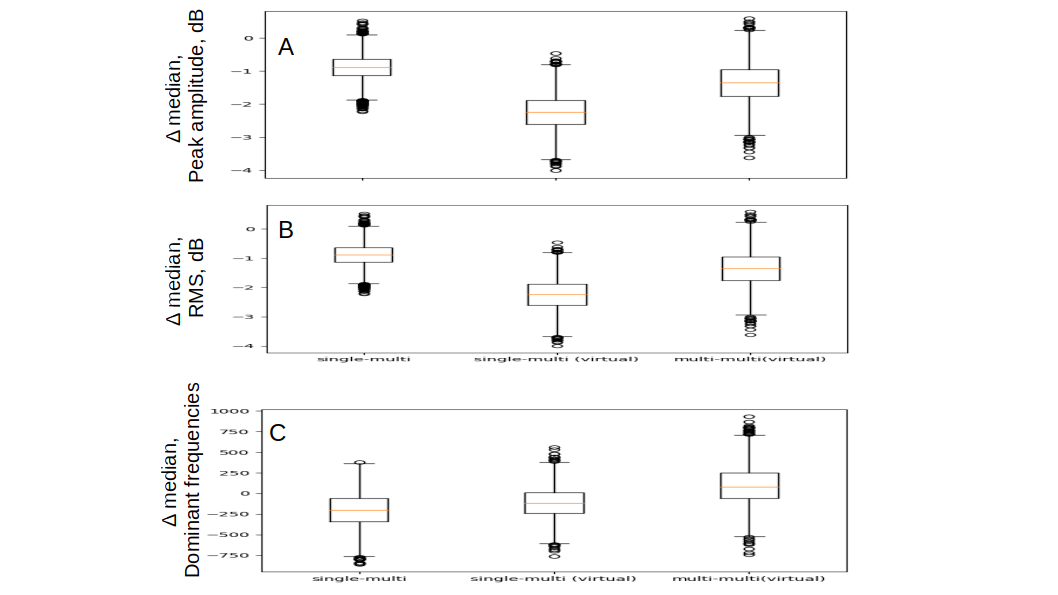 Δ median,
Peak amplitude, dB
A
0
−1
−2
−3
−4
Δ median,
RMS, dB
B
0
−1
−2
−3
−4
single-multi single-multi (virtual) multi-multi(virtual)
Δ median,
Dominant frequencies
C
1000
750
500
250
0
−250
−500
−750
single-multi single-multi (virtual) multi-multi(virtual)